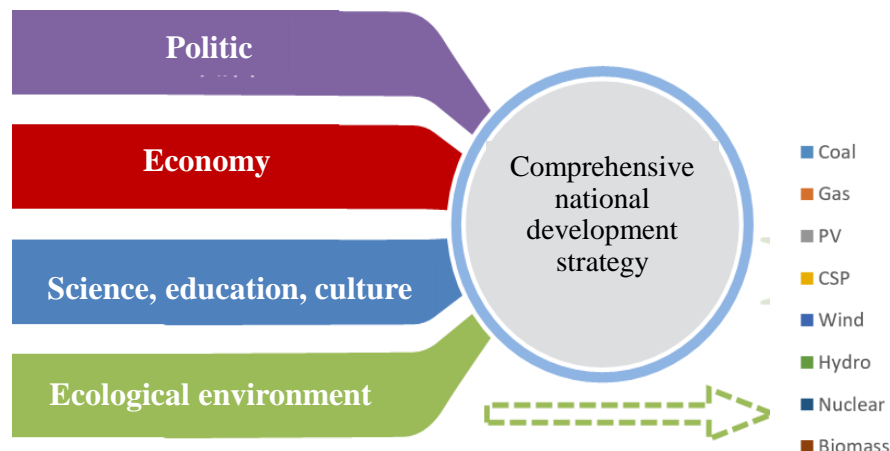 Politic
Economy
Science, education, culture
Ecological environment
Comprehensive
national
development
strategy
Coal
Gas
PV
CSP
Wind
Hydro
Nuclear
Biomass